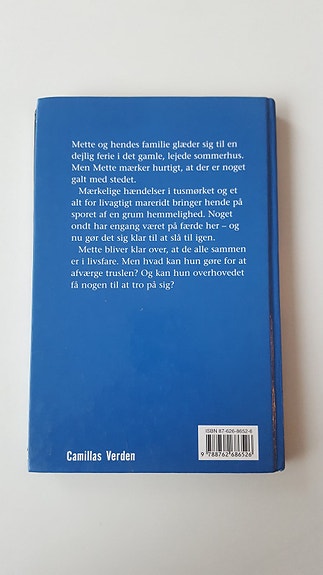 Mette og hendes familie glæder sig til en
dejlig ferie i det gamle, lejede sommerhus.
Men Mette mærker hurtigt, at der er noget
galt med stedet.
Mærkelige hændelser i tusmørket og et
alt for livagtigt mareridt bringer hende på
sporet af en grum hemmelighed. Noget
ondt har engang været på færde her – og
nu gør det sig klar til at slå til igen.
Mette bliver klar over, at de alle sammen
er i livsfare. Men hvad kan hun gøre for at
afværge truslen? Og kan hun overhovedet
få nogen til at tro på sig?
ISBN 87-626-8652-6
9 788762 686526
Camillas Verden